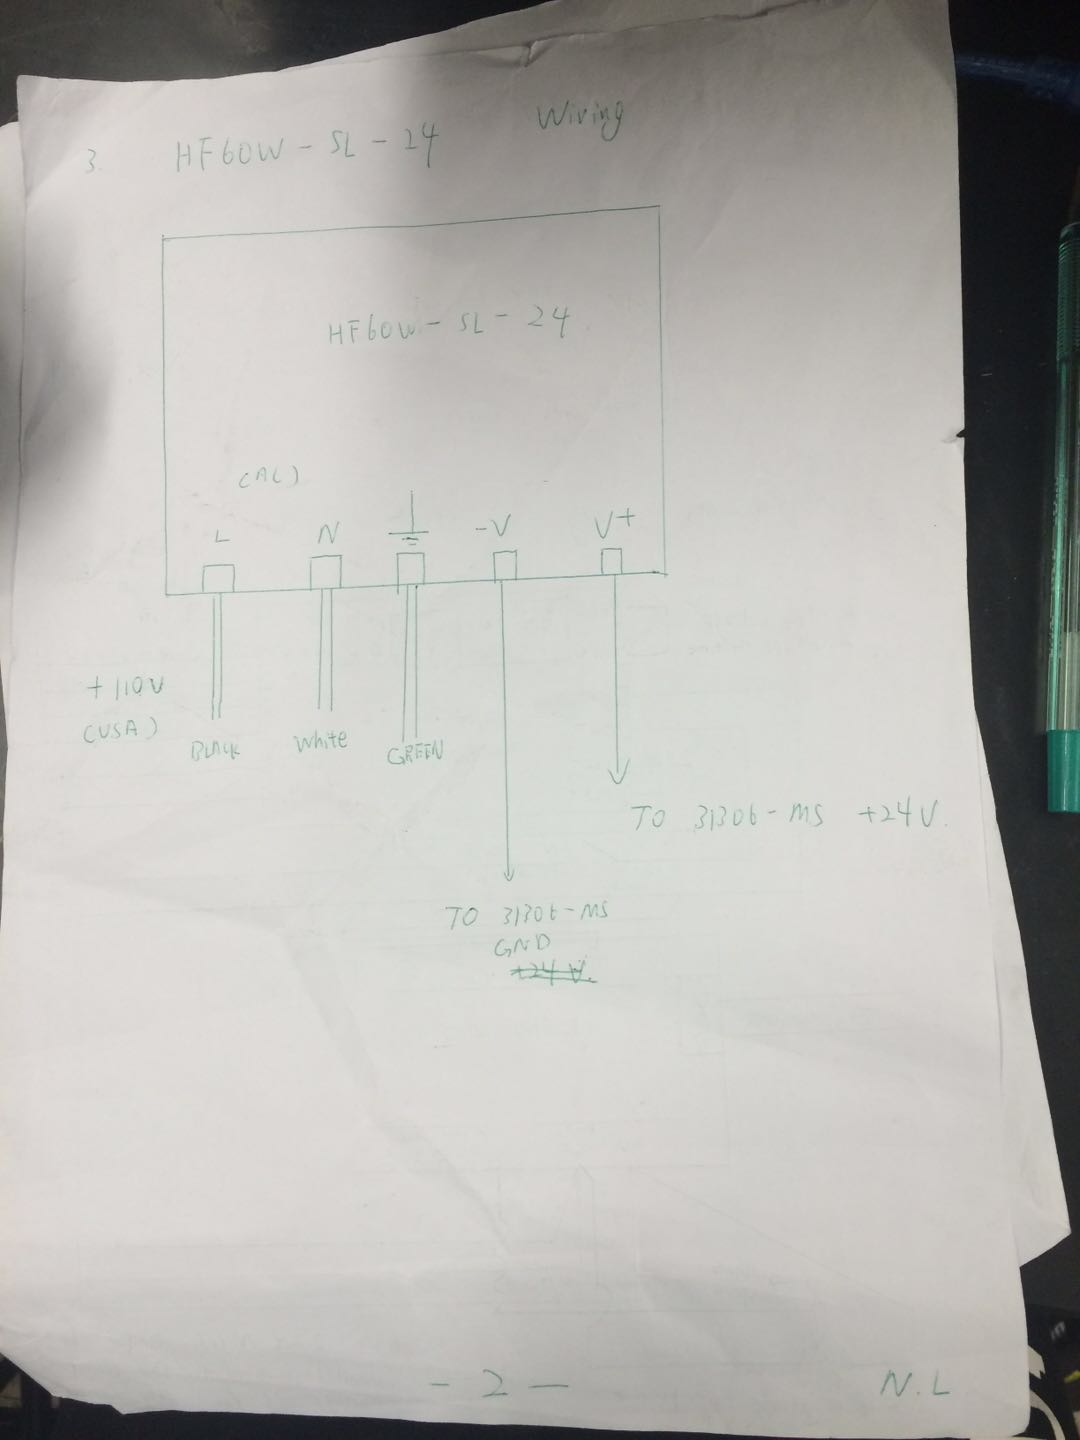 Wiring
3. HF60W - SL - 24
HF60W - SL - 24
(AC)
L N -V V+
+110V
(USA)
BLACK White GREEN
TO 31306-MS +24V.
TO 31306-MS
GND
+24V.
- 2 - N.L